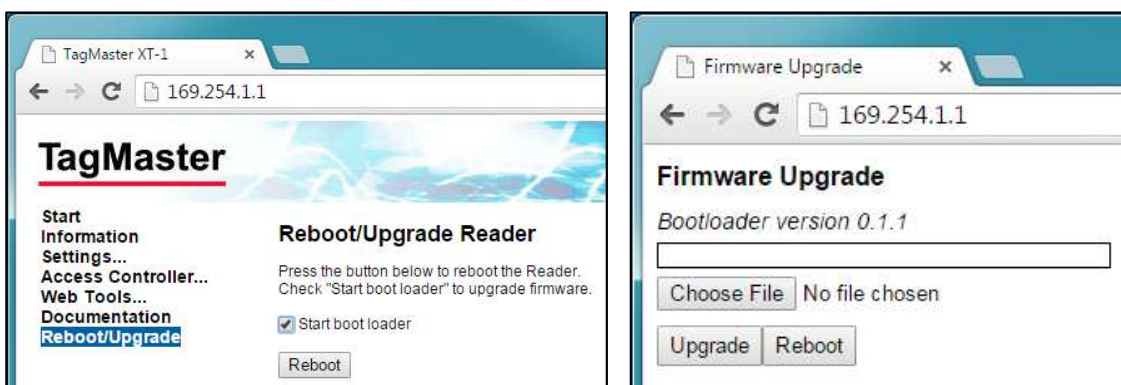 TagMaster XT-1
169.254.1.1
TagMaster
Start
Information
Settings...
Access Controller...
Web Tools...
Documentation
Reboot/Upgrade
Reboot/Upgrade Reader
Press the button below to reboot the Reader.
Check "Start boot loader" to upgrade firmware.
Start boot loader
Reboot
Firmware Upgrade
169.254.1.1
Firmware Upgrade
Bootloader version 0.1.1
Choose File No file chosen
Upgrade Reboot